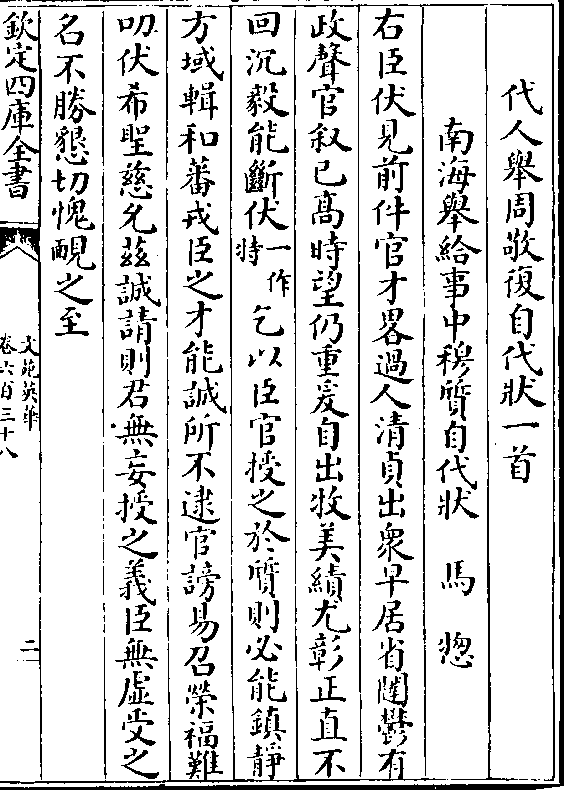 代人舉周敬復自代狀一首
南海舉給事中穆質自代狀　馬㹅
右臣伏見前件官才畧過人清貞出衆早居省闥鬱有
政聲官叙已高時望仍重爰自出牧美績尤彰正直不
回沉毅能斷伏一作特乞以臣官授之於質則必能鎮靜
方域輯和蕃戎臣之才能誠所不逮官謗易召榮福難
叨伏希聖慈允兹誠請則君無妄授之義臣無虛受之
名不勝懇切愧靦之至
欽定四庫全書
文苑英華
卷六百三十八
二